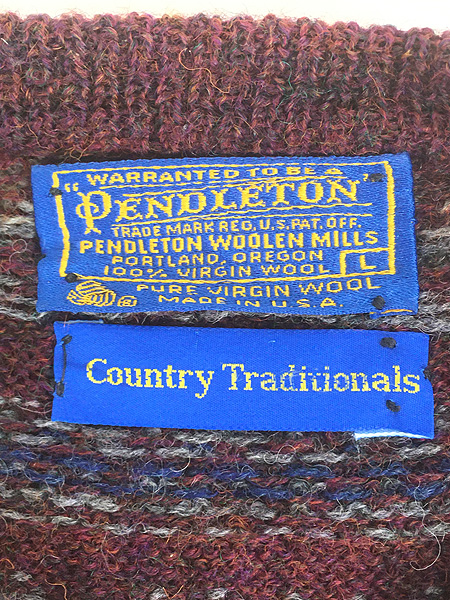 WARRANTED TO BE A
"PENDLETON"
TRADE MARK REG. U.S. PAT. OFF.
PENDLETON WOOLEN MILLS
PORTLAND, OREGON
100% VIRGIN WOOL L
PURE VIRGIN WOOL
MADE IN U.S.A.
Country Traditionals